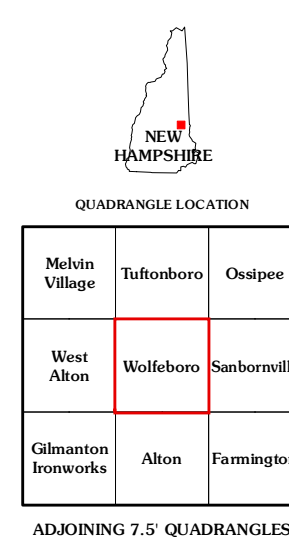 NEW
HAMPSHIRE
QUADRANGLE LOCATION
Melvin
Village
Tuftonboro
Ossipee
West
Alton
Wolfeboro
Sanbornvill
Gilmanton
Ironworks
Alton
Farmington
ADJOINING 7.5' QUADRANGLES